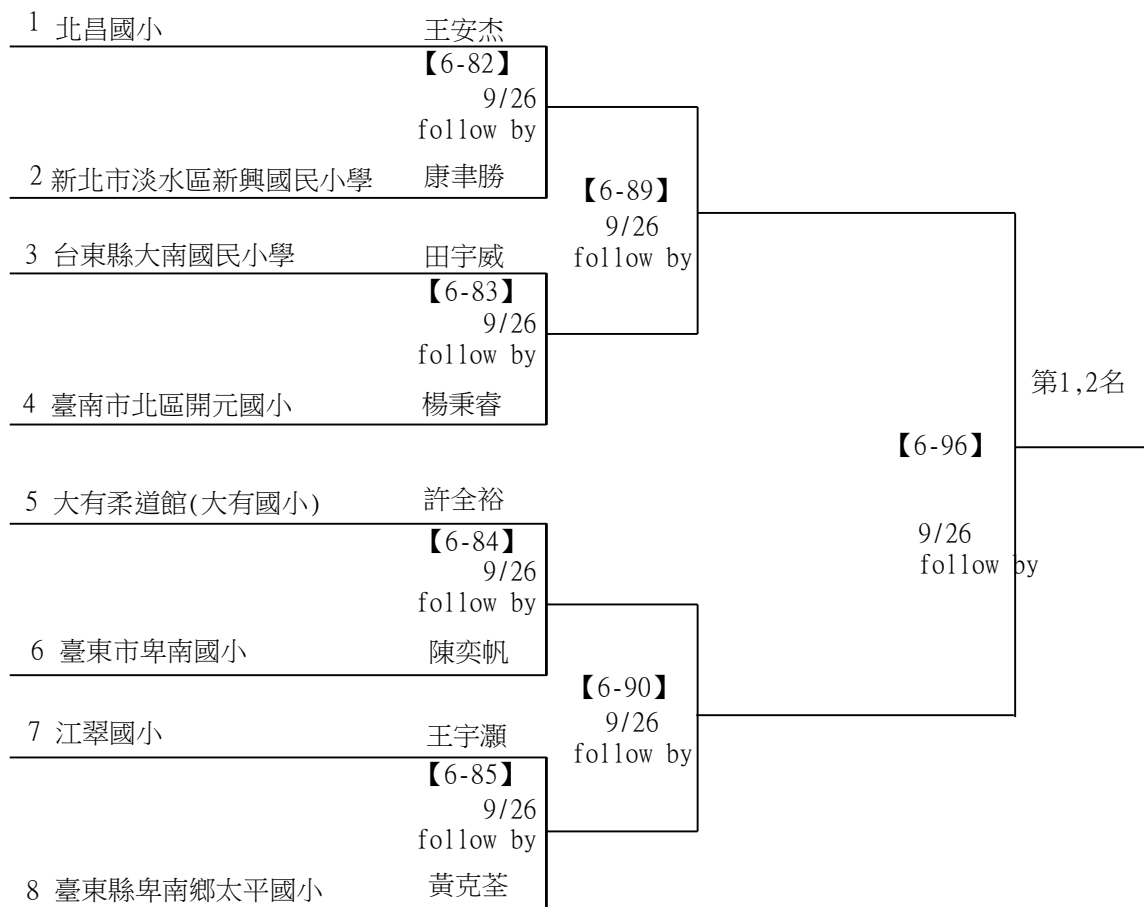 1 北昌國小 王安杰
【6-82】
9/26
follow by
2 新北市淡水區新興國民小學 康聿勝
【6-89】
9/26
follow by
3 台東縣大南國民小學 田宇威
【6-83】
9/26
follow by
4 臺南市北區開元國小 楊秉睿
第1,2名
【6-96】
9/26
follow by
5 大有柔道館(大有國小) 許全裕
【6-84】
9/26
follow by
6 臺東市卑南國小 陳奕帆
【6-90】
9/26
follow by
7 江翠國小 王宇灝
【6-85】
9/26
follow by
8 臺東縣卑南鄉太平國小 黃克荃